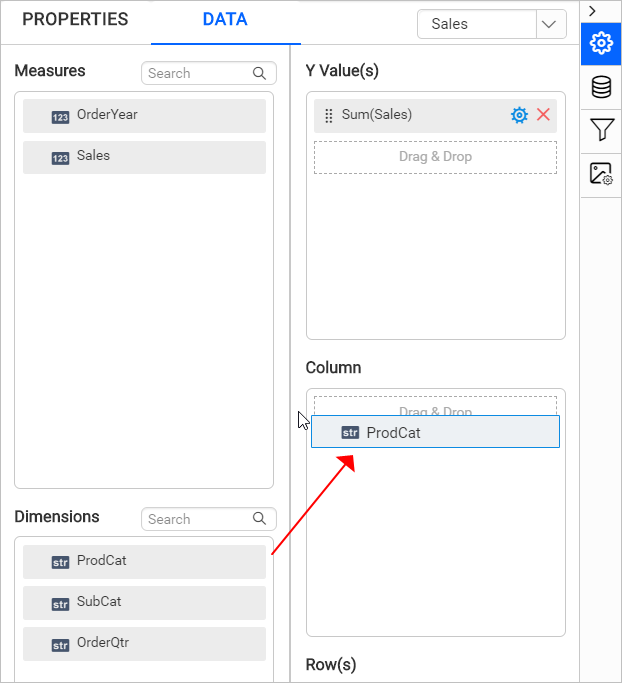 PROPERTIES
DATA
Sales
Measures
Search
123 OrderYear
123 Sales
Dimensions
Search
str ProdCat
str SubCat
str OrderQtr
Y Value(s)
Sum(Sales)
Drag & Drop
Column
Drag & Drop
str ProdCat
Row(s)